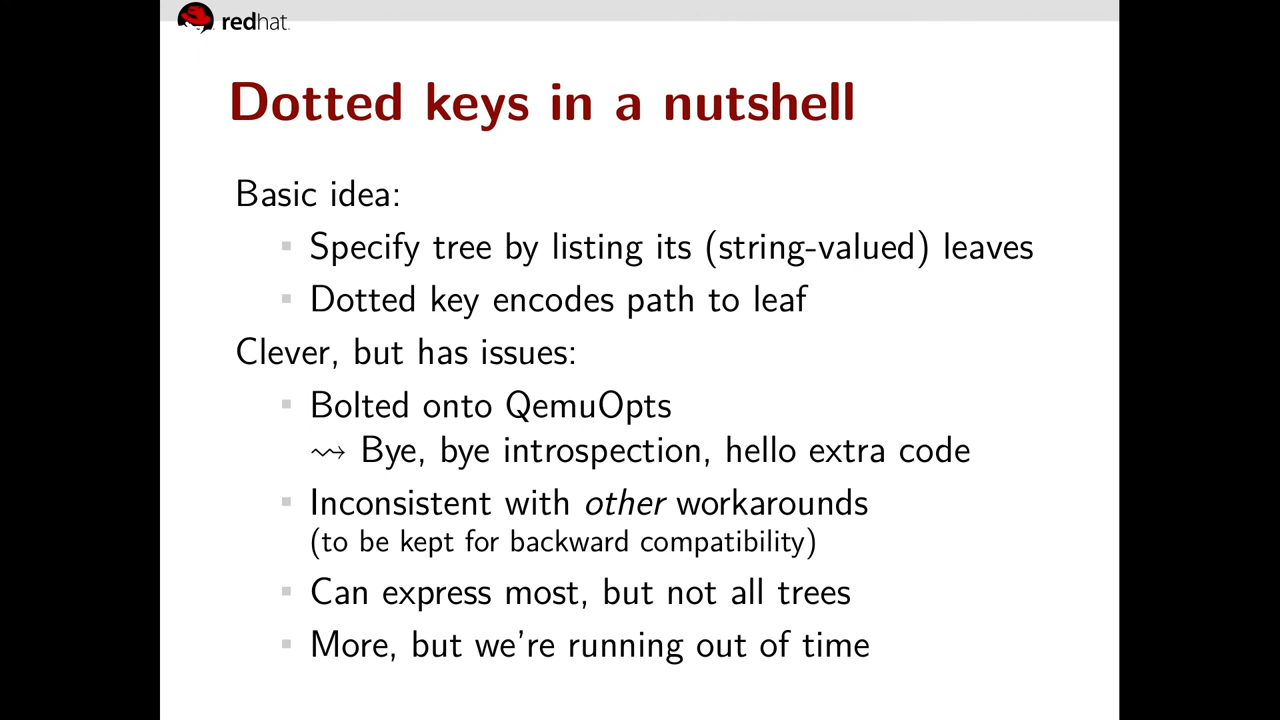 redhat.
Dotted keys in a nutshell
Basic idea:
Specify tree by listing its (string-valued) leaves
Dotted key encodes path to leaf
Clever, but has issues:
Bolted onto QemuOpts
⇝ Bye, bye introspection, hello extra code
Inconsistent with other workarounds
(to be kept for backward compatibility)
Can express most, but not all trees
More, but we're running out of time